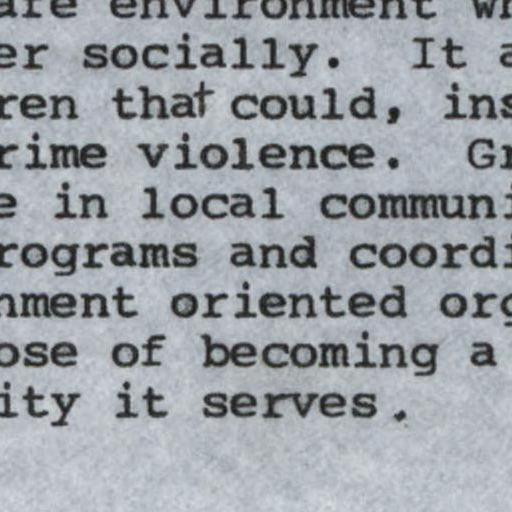 are environment wh
er socially. It a
ren that could, ins
rime violence. Gr
e in local communi
rograms and coordi
nment oriented org
ose of becoming a
ity it serves.